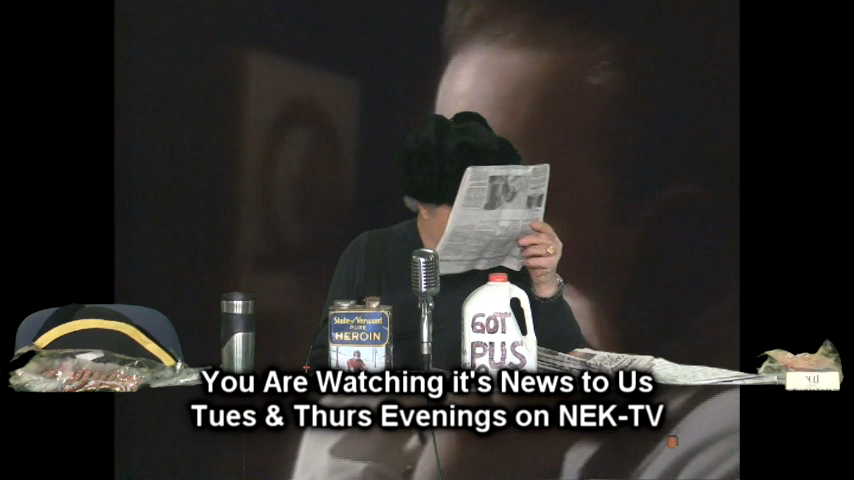 State of Vermont
PURE
HEROIN
GOT
PUS
You Are Watching it's News to Us
Tues & Thurs Evenings on NEK-TV